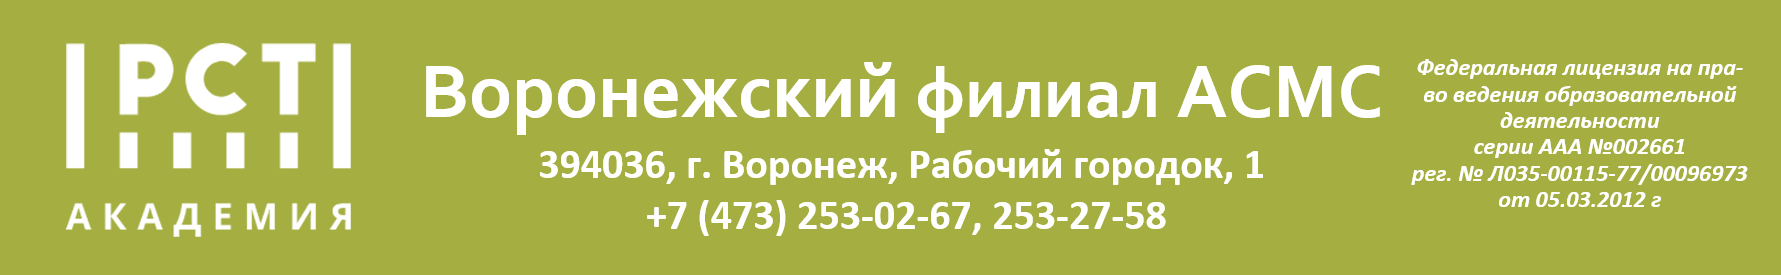 РСТ
АКАДЕМИЯ
Воронежский филиал АСМС
394036, г. Воронеж, Рабочий городок, 1
+7 (473) 253-02-67, 253-27-58
Федеральная лицензия на пра-
во ведения образовательной
деятельности
серии ААА №002661
рег. № Л035-00115-77/00096973
от 05.03.2012 г